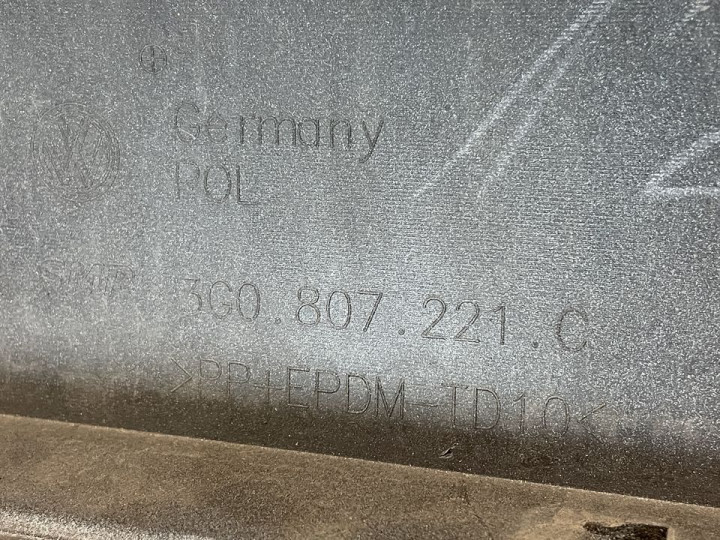 Germany
POL
SMP 3G0.807.221.C
>PP+EPDM-TD10<